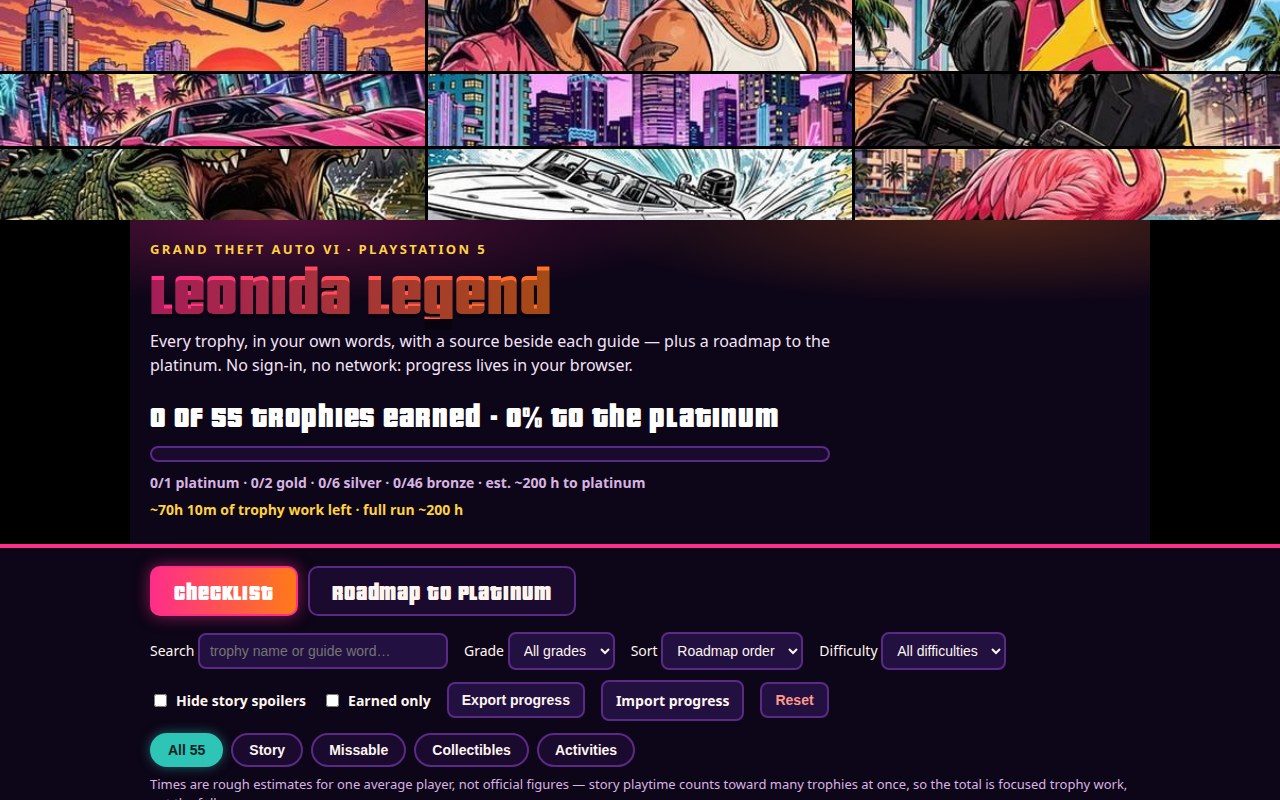 GRAND THEFT AUTO VI · PLAYSTATION 5
Leonida Legend
Every trophy, in your own words, with a source beside each guide — plus a roadmap to the
platinum. No sign-in, no network: progress lives in your browser.
0 of 55 trophies earned - 0% to the platinum
0/1 platinum · 0/2 gold · 0/6 silver · 0/46 bronze · est. ~200 h to platinum
~70h 10m of trophy work left · full run ~200 h
Checklist Roadmap to Platinum
Search trophy name or guide word… Grade All grades Sort Roadmap order Difficulty All difficulties
Hide story spoilers Earned only Export progress Import progress Reset
All 55 Story Missable Collectibles Activities
Times are rough estimates for one average player, not official figures — story playtime counts toward many trophies at once, so the total is focused trophy work,